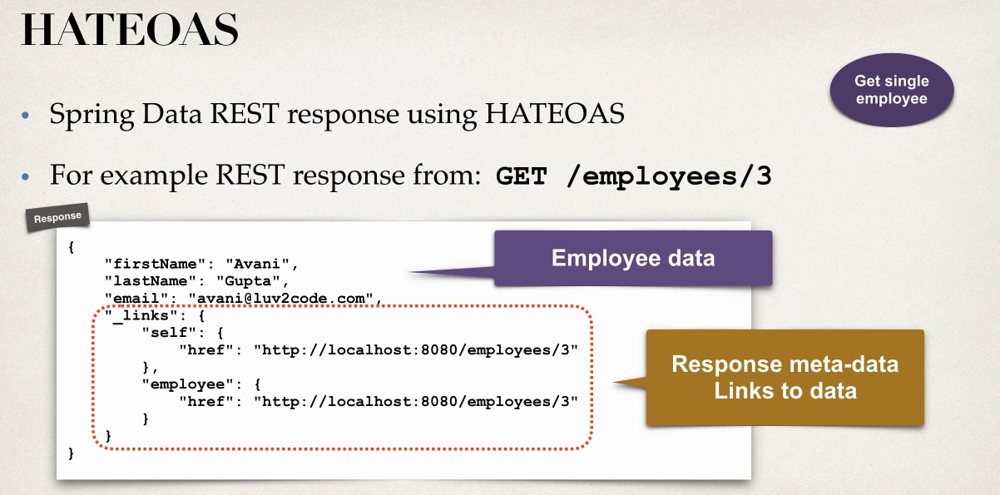 HATEOAS
Get single
employee
• Spring Data REST response using HATEOAS
• For example REST response from: GET /employees/3
Response
{
    "firstName": "Avani",
    "lastName": "Gupta",
    "email": "avani@luv2code.com",
    "_links": {
        "self": {
            "href": "http://localhost:8080/employees/3"
        },
        "employee": {
            "href": "http://localhost:8080/employees/3"
        }
    }
}
Employee data
Response meta-data
Links to data